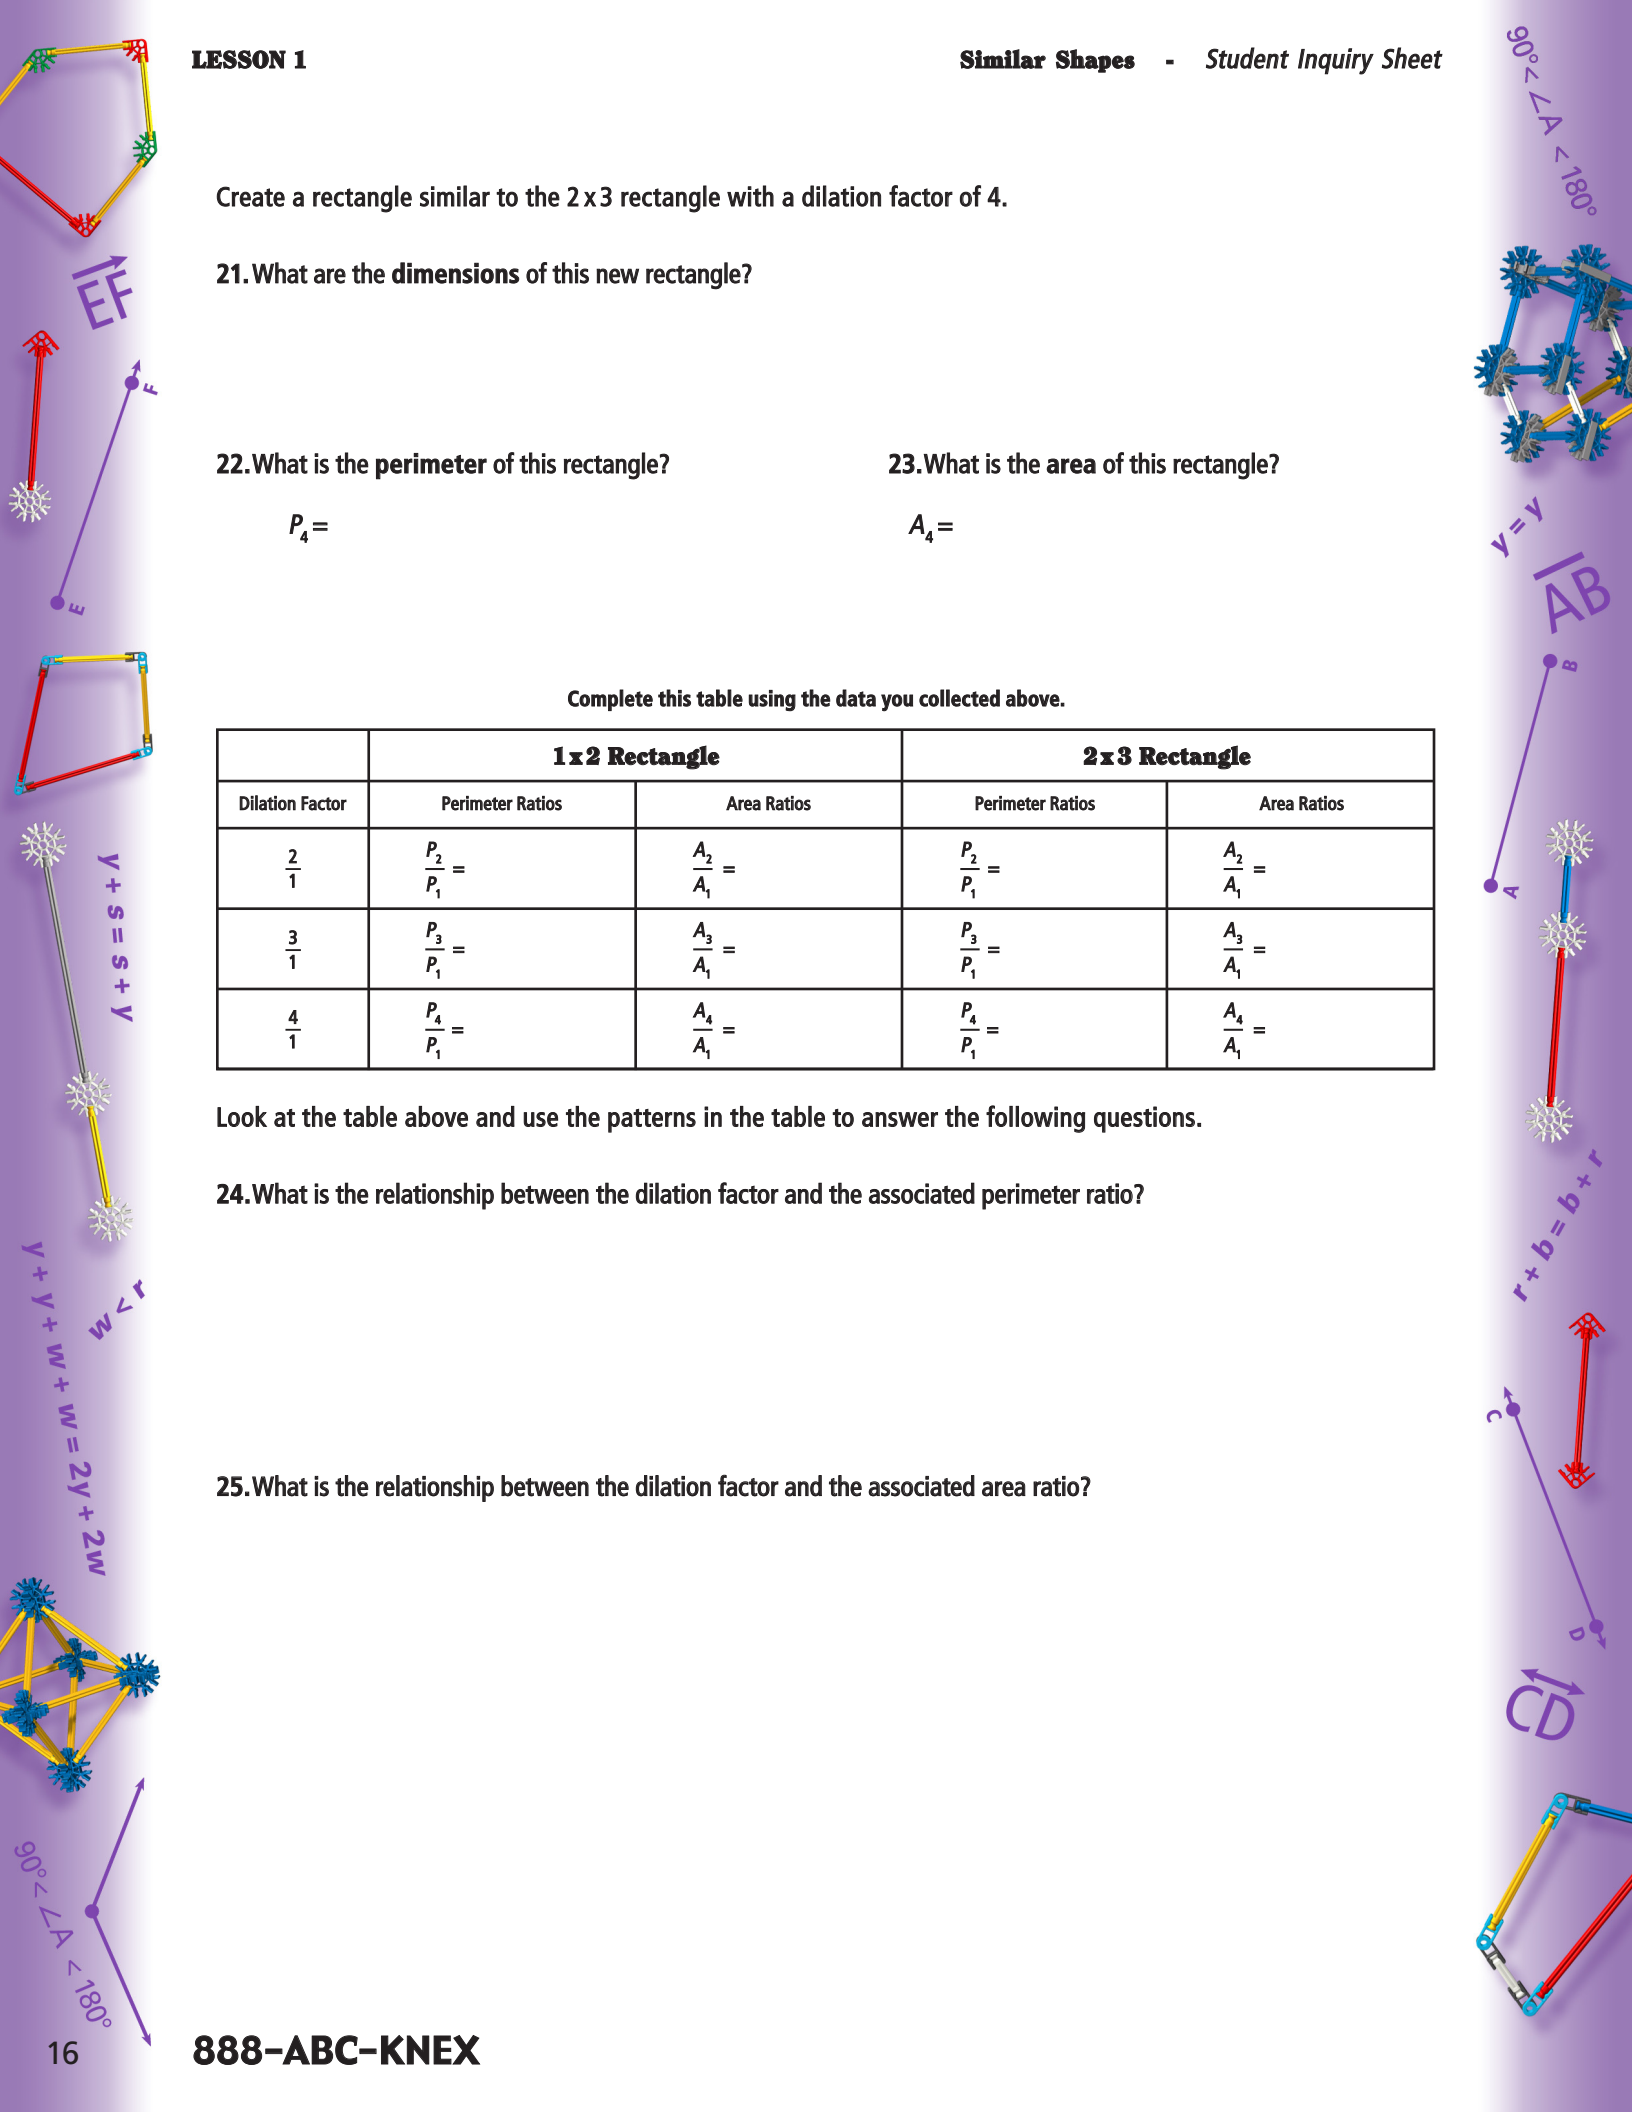 LESSON 1
Similar Shapes - Student Inquiry Sheet
Create a rectangle similar to the 2 x 3 rectangle with a dilation factor of 4.
21. What are the dimensions of this new rectangle?
22. What is the perimeter of this rectangle?
23. What is the area of this rectangle?
P4 =
A4 =
Complete this table using the data you collected above.
1 x 2 Rectangle
2 x 3 Rectangle
Dilation Factor
Perimeter Ratios
Area Ratios
Perimeter Ratios
Area Ratios
2/1
P2/P1 =
A2/A1 =
P2/P1 =
A2/A1 =
3/1
P3/P1 =
A3/A1 =
P3/P1 =
A3/A1 =
4/1
P4/P1 =
A4/A1 =
P4/P1 =
A4/A1 =
Look at the table above and use the patterns in the table to answer the following questions.
24. What is the relationship between the dilation factor and the associated perimeter ratio?
25. What is the relationship between the dilation factor and the associated area ratio?
16
888-ABC-KNEX
EF
F
E
y + s = s + y
w < r
y + y + w + w = 2y + 2w
90° < ∠A < 180°
90° < ∠A < 180°
y = y
AB
B
A
r + b = b + r
C
D
CD